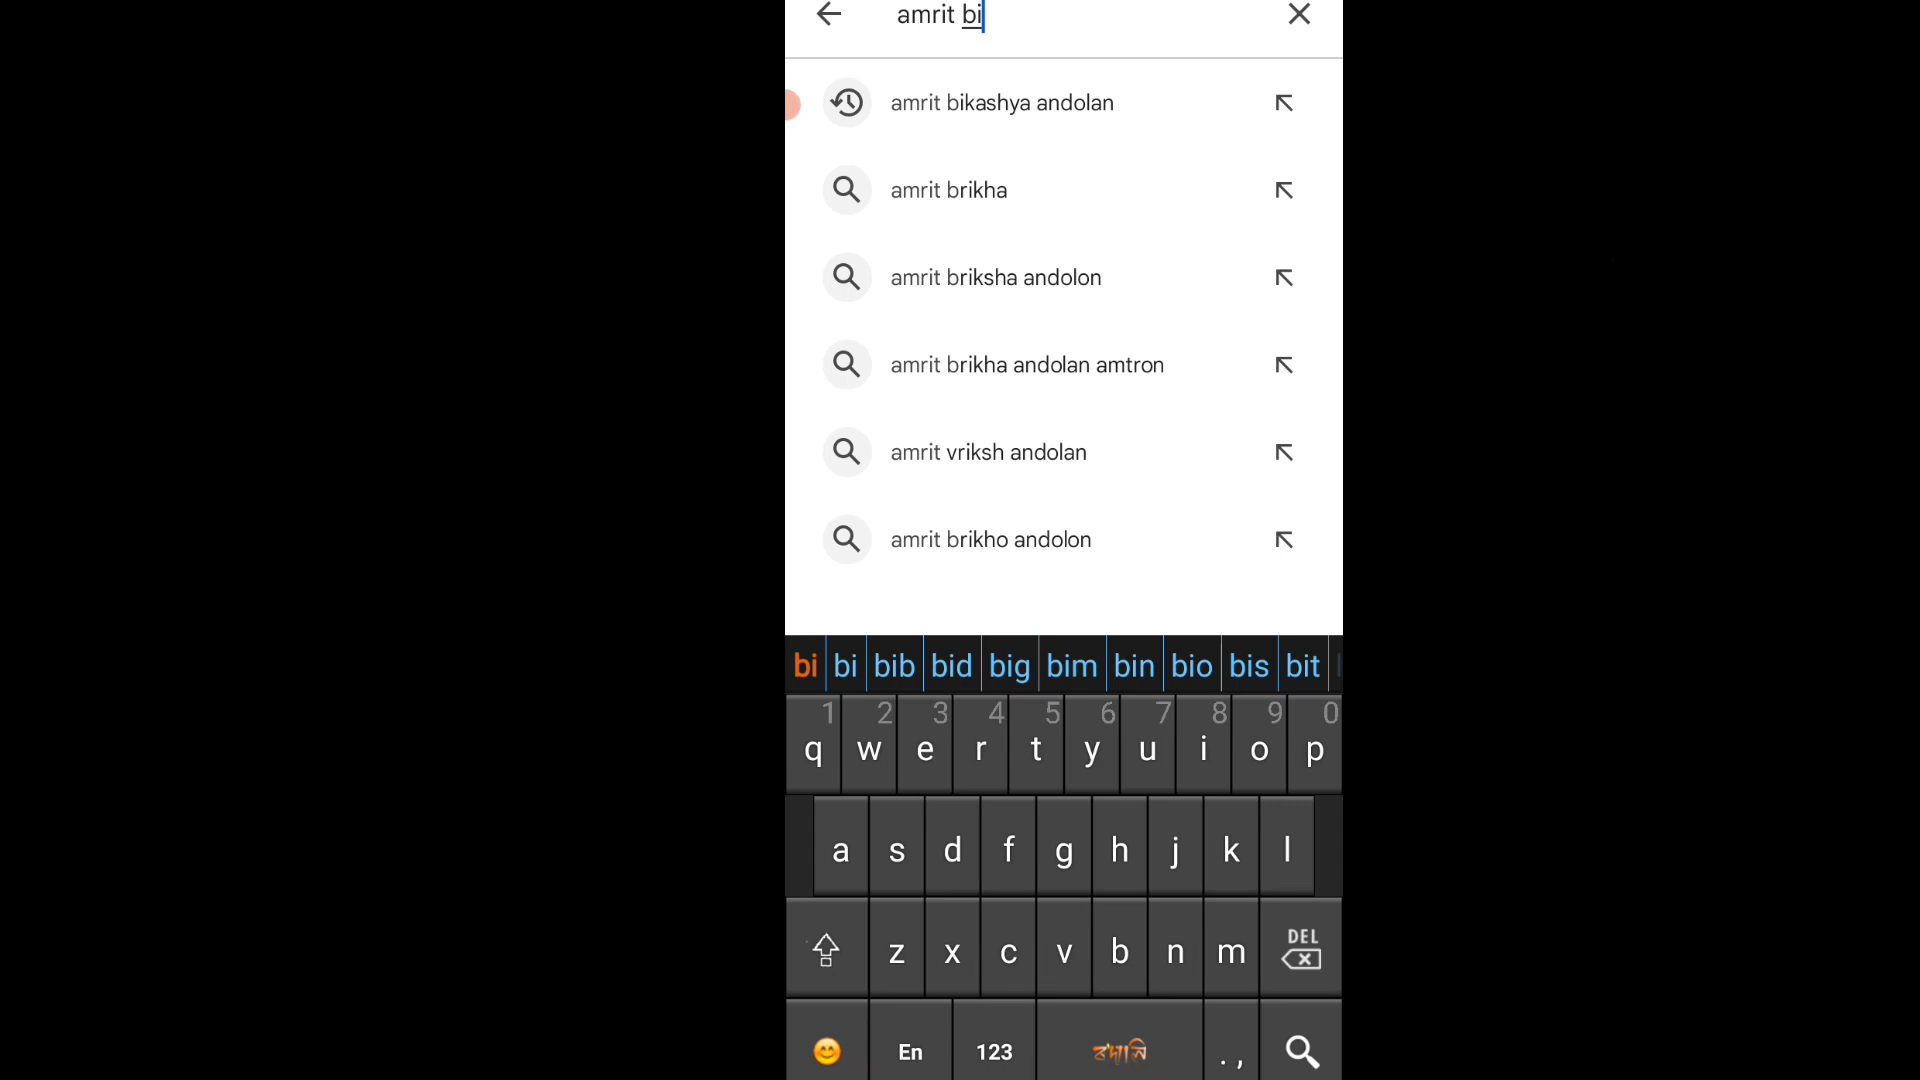 amrit bi
amrit bikashya andolan
amrit brikha
amrit briksha andolon
amrit brikha andolan amtron
amrit vriksh andolan
amrit brikho andolon
bi bi bib bid big bim bin bio bis bit
1 2 3 4 5 6 7 8 9 0
q w e r t y u i o p
a s d f g h j k l
z x c v b n m DEL
En 123 ৰ'দালি . ,